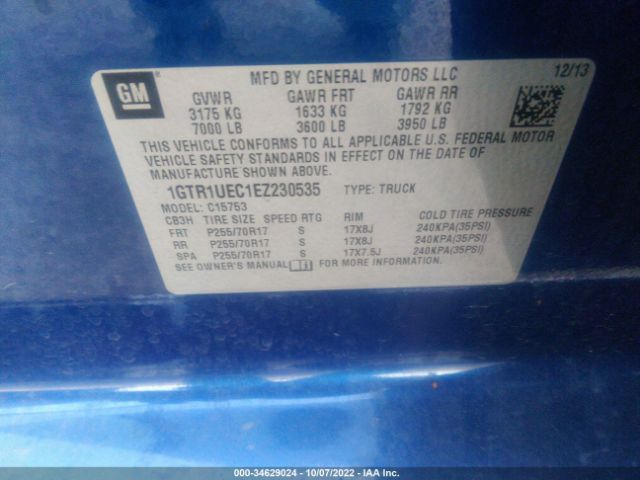 GM
®
MFD BY GENERAL MOTORS LLC
12/13
GVWR GAWR FRT GAWR RR
3175 KG 1633 KG 1792 KG
7000 LB 3600 LB 3950 LB
THIS VEHICLE CONFORMS TO ALL APPLICABLE U.S. FEDERAL MOTOR
VEHICLE SAFETY STANDARDS IN EFFECT ON THE DATE OF
MANUFACTURE SHOWN ABOVE.
1GTR1UEC1EZ230535 TYPE: TRUCK
MODEL: C15753
CB3H TIRE SIZE SPEED RTG RIM COLD TIRE PRESSURE
FRT P255/70R17 S 17X8J 240KPA(35PSI)
RR P255/70R17 S 17X8J 240KPA(35PSI)
SPA P255/70R17 S 17X7.5J 240KPA(35PSI)
SEE OWNER'S MANUAL FOR MORE INFORMATION.
000-34629024 | 10/07/2022 - IAA Inc.